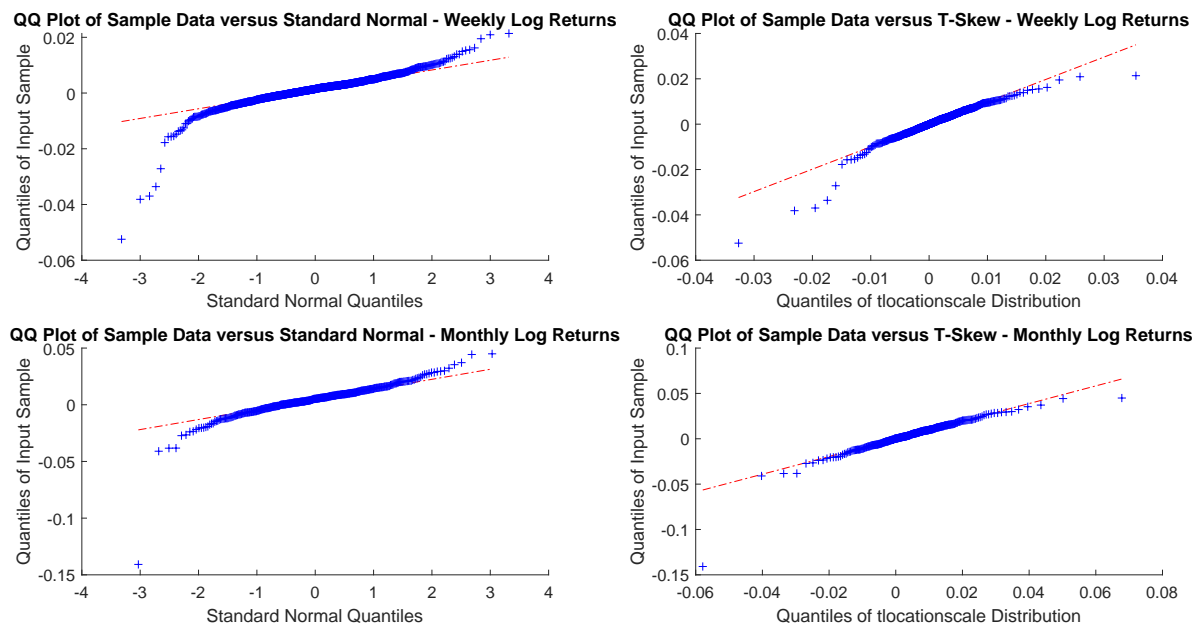 QQ Plot of Sample Data versus Standard Normal - Weekly Log Returns
0.02
0
-0.02
-0.04
-0.06
Quantiles of Input Sample
-4 -3 -2 -1 0 1 2 3 4
Standard Normal Quantiles
QQ Plot of Sample Data versus T-Skew - Weekly Log Returns
0.04
0.02
0
-0.02
-0.04
-0.06
Quantiles of Input Sample
-0.04 -0.03 -0.02 -0.01 0 0.01 0.02 0.03 0.04
Quantiles of tlocationscale Distribution
QQ Plot of Sample Data versus Standard Normal - Monthly Log Returns
0.05
0
-0.05
-0.1
-0.15
Quantiles of Input Sample
-4 -3 -2 -1 0 1 2 3 4
Standard Normal Quantiles
QQ Plot of Sample Data versus T-Skew - Monthly Log Returns
0.1
0.05
0
-0.05
-0.1
-0.15
Quantiles of Input Sample
-0.06 -0.04 -0.02 0 0.02 0.04 0.06 0.08
Quantiles of tlocationscale Distribution